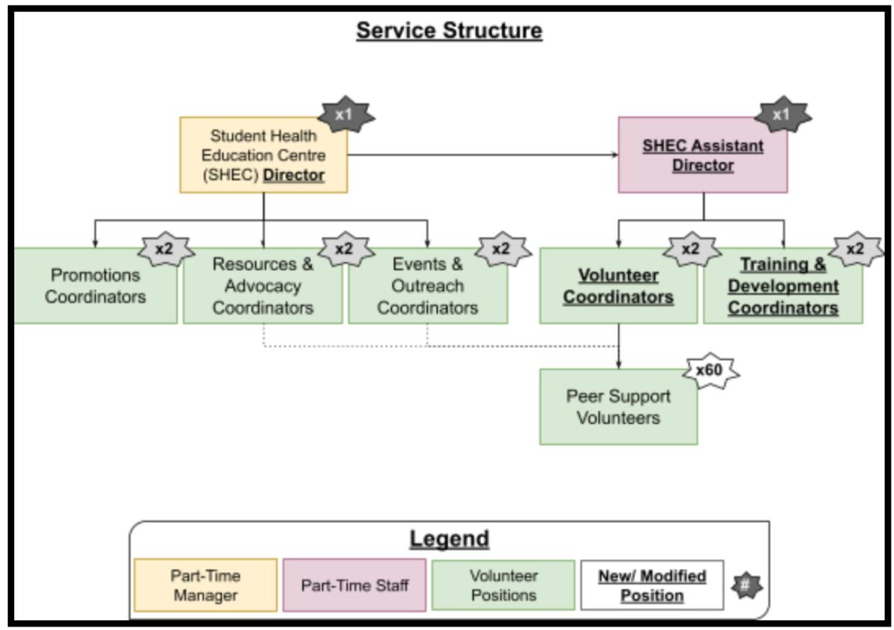 Service Structure
x1
x1
Student Health
Education Centre
(SHEC) Director
SHEC Assistant
Director
x2
x2
x2
x2
x2
Promotions
Coordinators
Resources &
Advocacy
Coordinators
Events &
Outreach
Coordinators
Volunteer
Coordinators
Training &
Development
Coordinators
x60
Peer Support
Volunteers
Legend
Part-Time
Manager
Part-Time Staff
Volunteer
Positions
New/ Modified
Position
#